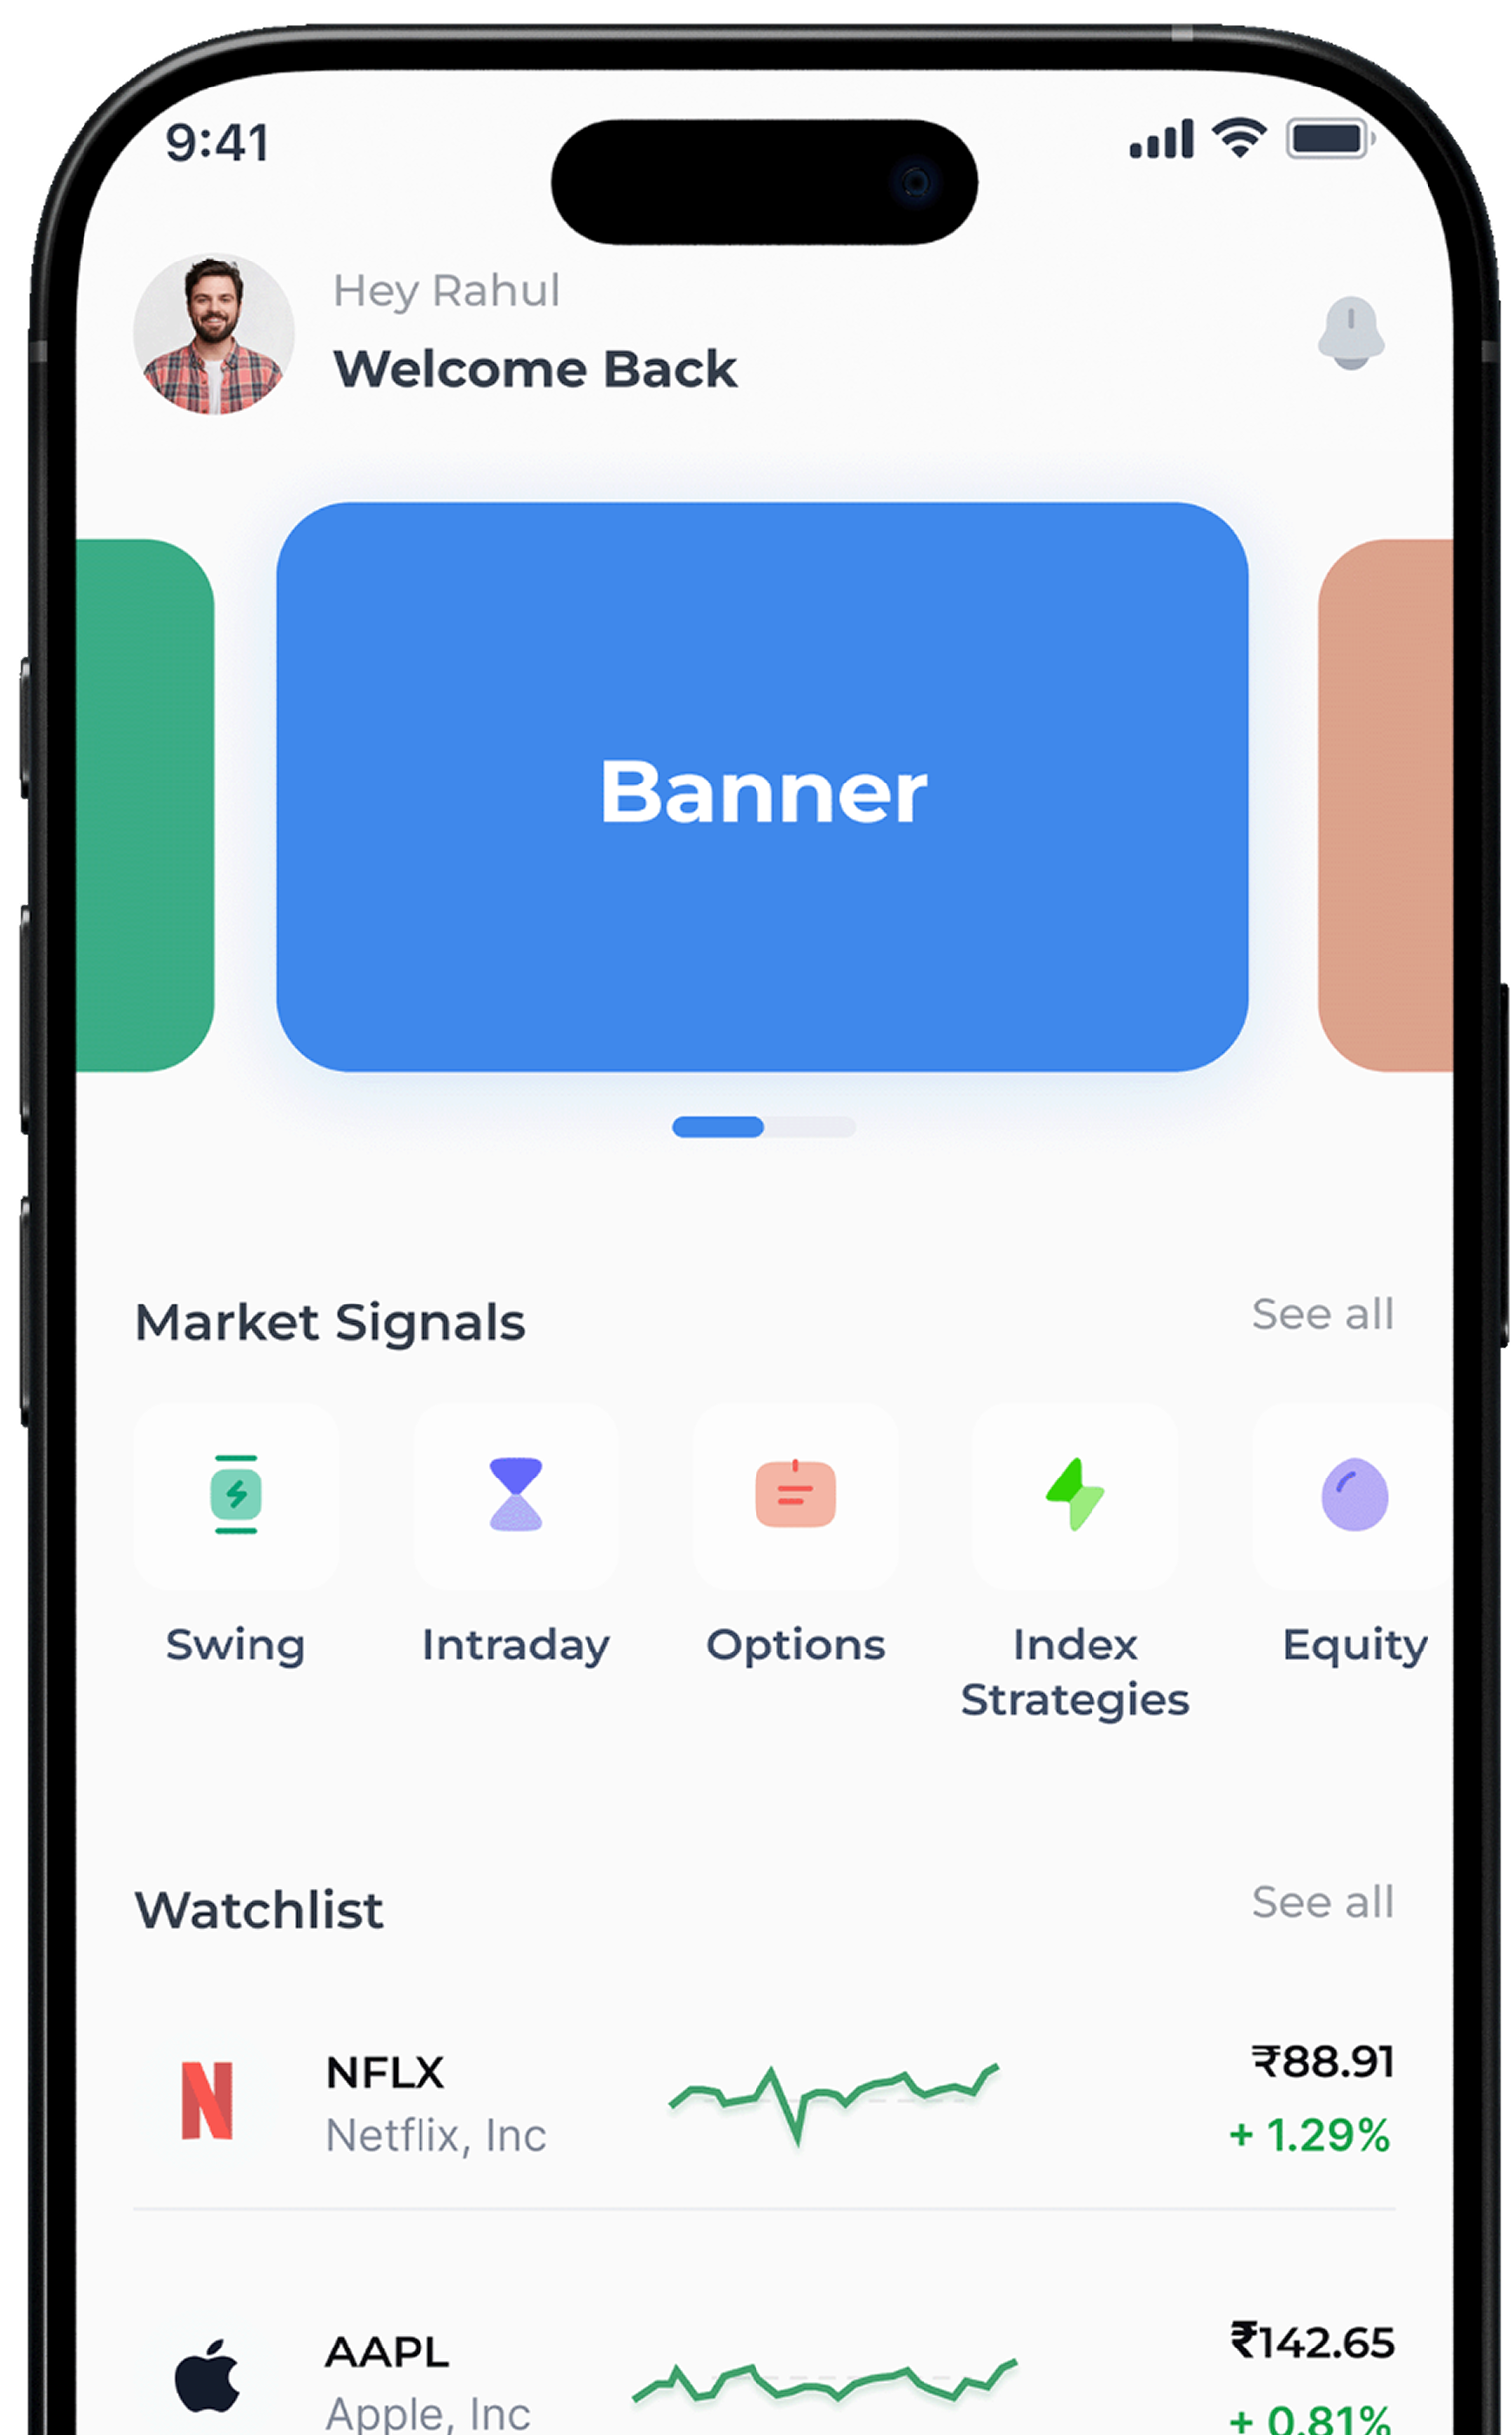 9:41
Hey Rahul
Welcome Back
Banner
Market Signals
See all
Swing
Intraday
Options
Index
Strategies
Equity
Watchlist
See all
NFLX
Netflix, Inc
₹88.91
+ 1.29%
AAPL
Apple, Inc
₹142.65
+ 0.81%